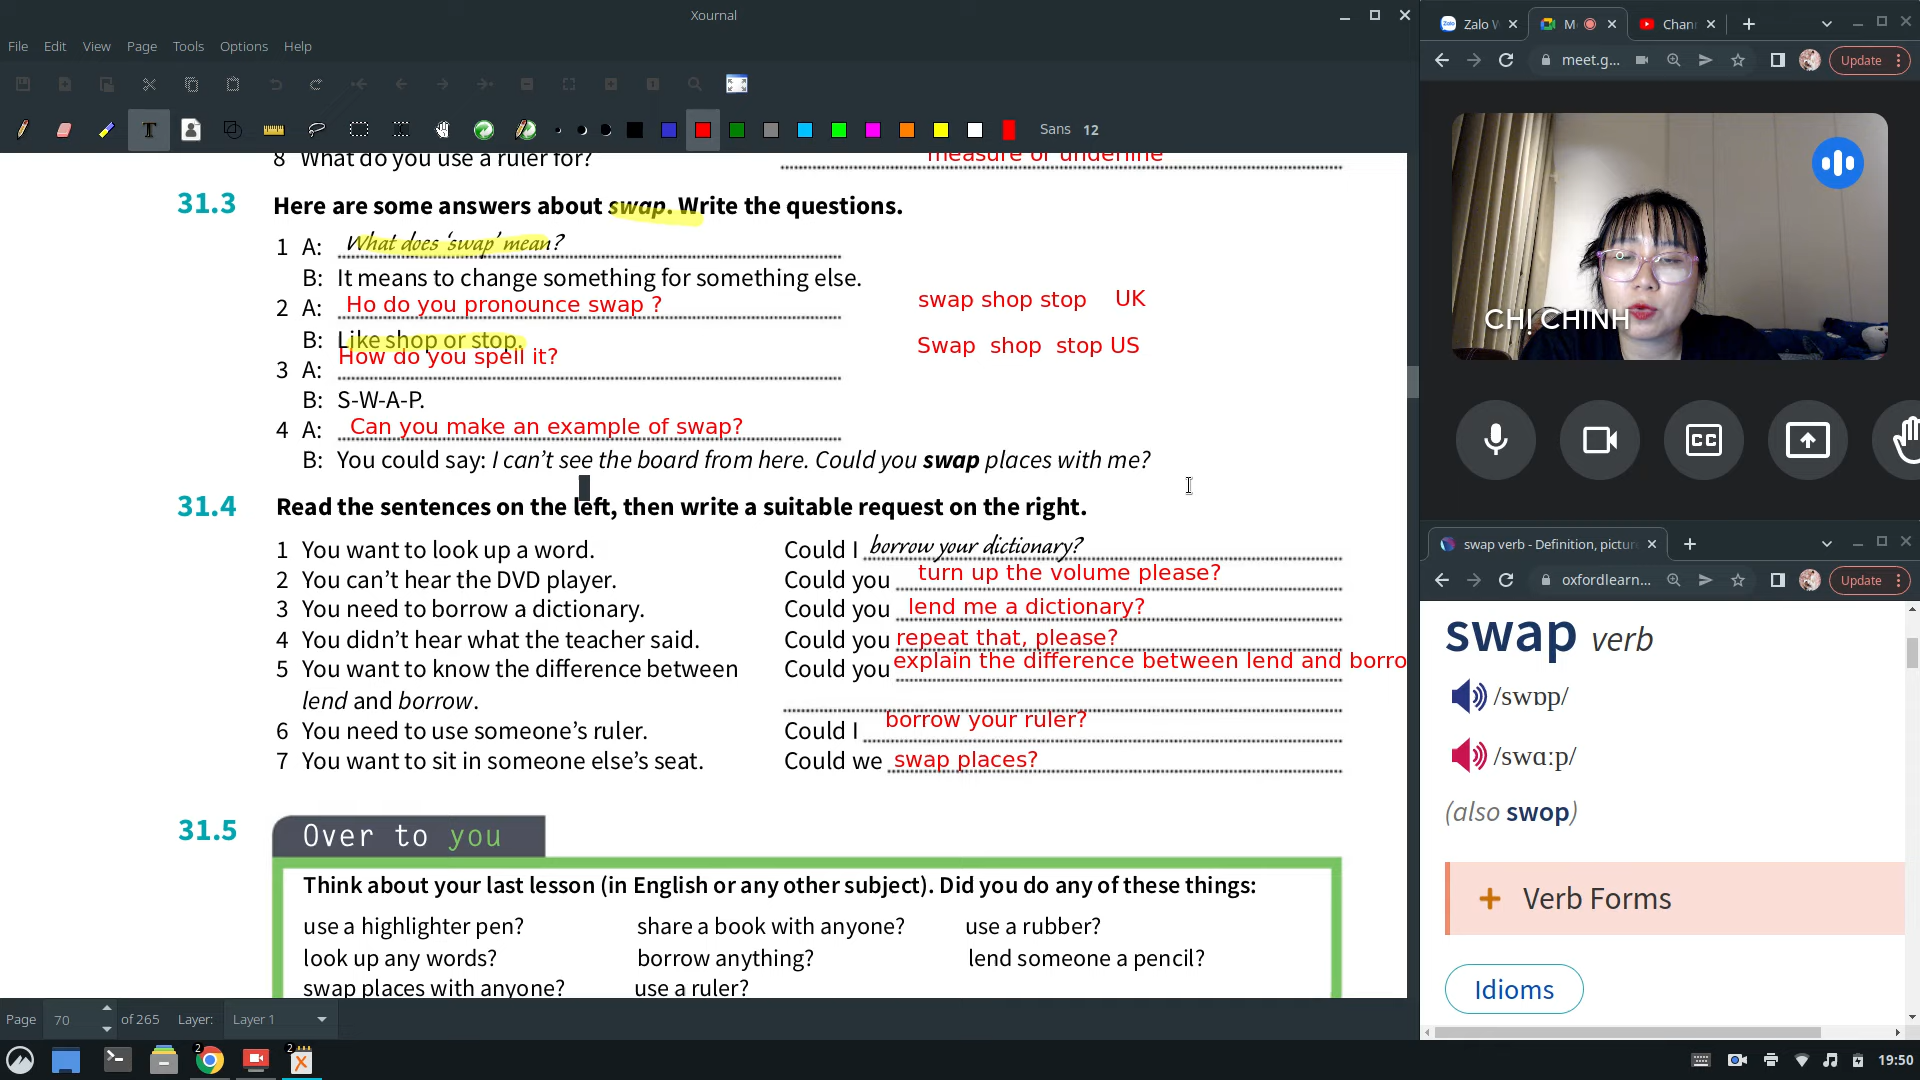 Xournal
File Edit View Page Tools Options Help
Sans 12
8 What do you use a ruler for? measure or underline
31.3 Here are some answers about swap. Write the questions.
1 A: What does ‘swap’ mean?
B: It means to change something for something else.
2 A: Ho do you pronounce swap ? swap shop stop UK
B: Like shop or stop. Swap shop stop US
How do you spell it?
3 A:
B: S-W-A-P.
4 A: Can you make an example of swap?
B: You could say: I can’t see the board from here. Could you swap places with me?
31.4 Read the sentences on the left, then write a suitable request on the right.
1 You want to look up a word. Could I borrow your dictionary?
2 You can’t hear the DVD player. Could you turn up the volume please?
3 You need to borrow a dictionary. Could you lend me a dictionary?
4 You didn’t hear what the teacher said. Could you repeat that, please?
5 You want to know the difference between Could you explain the difference between lend and borro
lend and borrow.
6 You need to use someone’s ruler. Could I borrow your ruler?
7 You want to sit in someone else’s seat. Could we swap places?
31.5 Over to you
Think about your last lesson (in English or any other subject). Did you do any of these things:
use a highlighter pen? share a book with anyone? use a rubber?
look up any words? borrow anything? lend someone a pencil?
swap places with anyone? use a ruler?
Page 70 of 265 Layer: Layer 1
2 2
Zalo W M Chan
meet.g... Update
CHỊ CHINH
CC
swap verb - Definition, pictur
oxfordlearn... Update
swap verb
/swɒp/
/swɑːp/
(also swop)
+ Verb Forms
Idioms
19:50